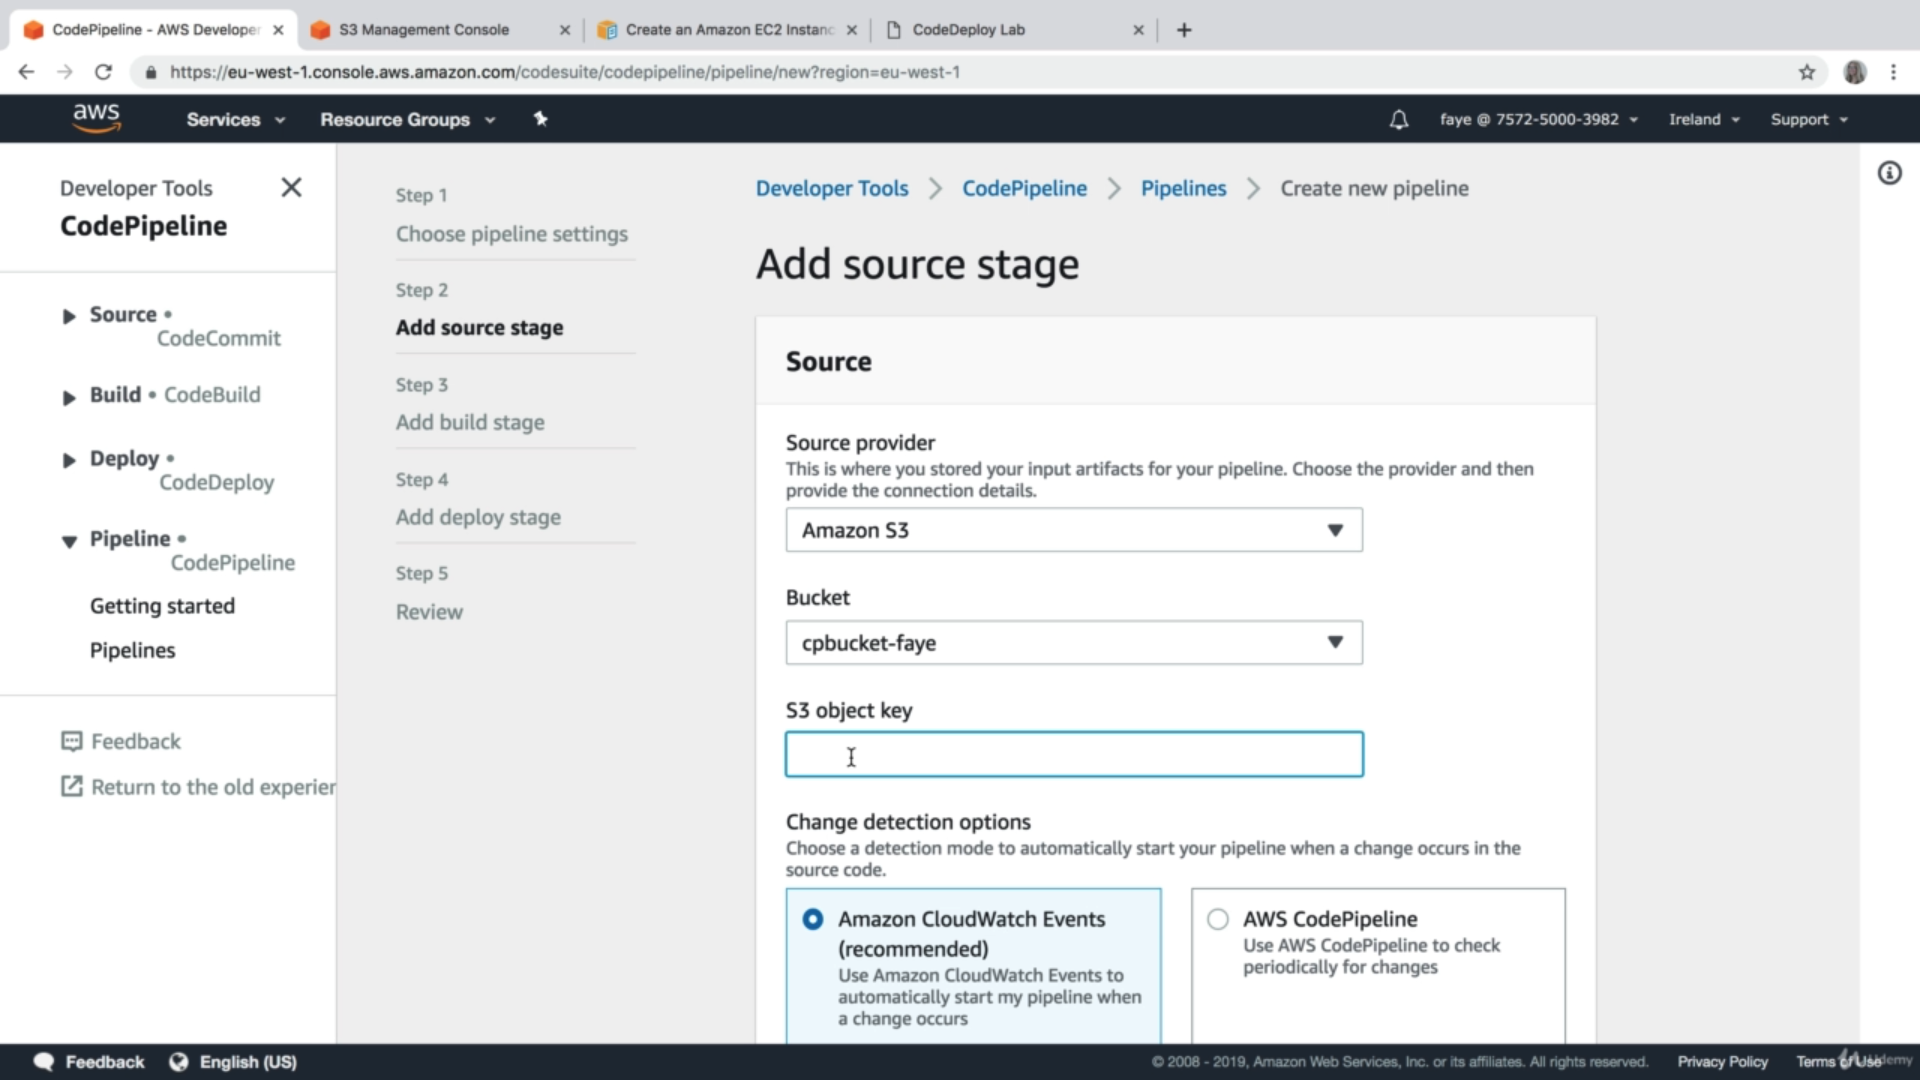 CodePipeline - AWS Developer
S3 Management Console
Create an Amazon EC2 Instanc
CodeDeploy Lab
https://eu-west-1.console.aws.amazon.com/codesuite/codepipeline/pipeline/new?region=eu-west-1
aws
Services
Resource Groups
faye @ 7572-5000-3982
Ireland
Support
Developer Tools
CodePipeline
Source •
CodeCommit
Build • CodeBuild
Deploy •
CodeDeploy
Pipeline •
CodePipeline
Getting started
Pipelines
Feedback
Return to the old experien
Step 1
Choose pipeline settings
Step 2
Add source stage
Step 3
Add build stage
Step 4
Add deploy stage
Step 5
Review
Developer Tools > CodePipeline > Pipelines > Create new pipeline
Add source stage
Source
Source provider
This is where you stored your input artifacts for your pipeline. Choose the provider and then
provide the connection details.
Amazon S3
Bucket
cpbucket-faye
S3 object key
Change detection options
Choose a detection mode to automatically start your pipeline when a change occurs in the
source code.
Amazon CloudWatch Events
(recommended)
Use Amazon CloudWatch Events to
automatically start my pipeline when
a change occurs
AWS CodePipeline
Use AWS CodePipeline to check
periodically for changes
Feedback
English (US)
© 2008 - 2019, Amazon Web Services, Inc. or its affiliates. All rights reserved.
Privacy Policy
Terms of Use